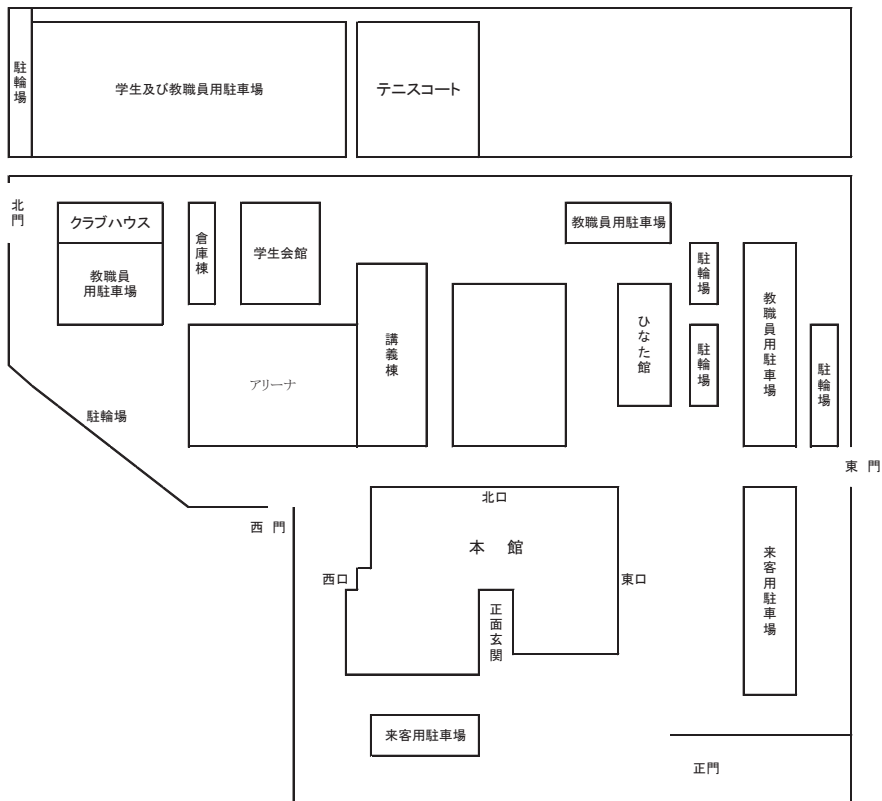 駐輪場
学生及び教職員用駐車場
テニスコート
北門
クラブハウス
倉庫棟
学生会館
教職員用駐車場
教職員
用駐車場
駐輪場
教職員用駐車場
ひなた館
講義棟
アリーナ
駐輪場
駐輪場
駐輪場
東 門
北口
西 門
本 館
西口
東口
来客用駐車場
正面玄関
来客用駐車場
正門